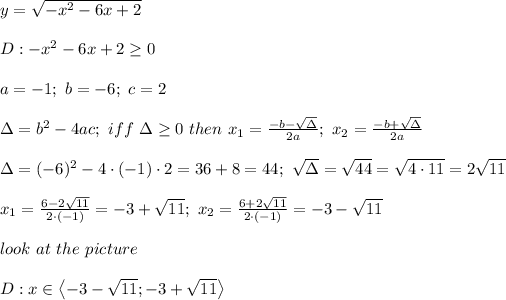 y = √(-x² - 6x + 2)
D : -x² - 6x + 2 ≥ 0
a = -1; b = -6; c = 2
Δ = b² - 4ac; iff Δ ≥ 0 then x₁ = (-b-√Δ)/(2a); x₂ = (-b+√Δ)/(2a)
Δ = (-6)² - 4 · (-1) · 2 = 36 + 8 = 44; √Δ = √44 = √(4 · 11) = 2√11
x₁ = (6-2√11)/(2·(-1)) = -3 + √11; x₂ = (6+2√11)/(2·(-1)) = -3 - √11
look at the picture
D : x ∈ ⟨-3 - √11; -3 + √11⟩